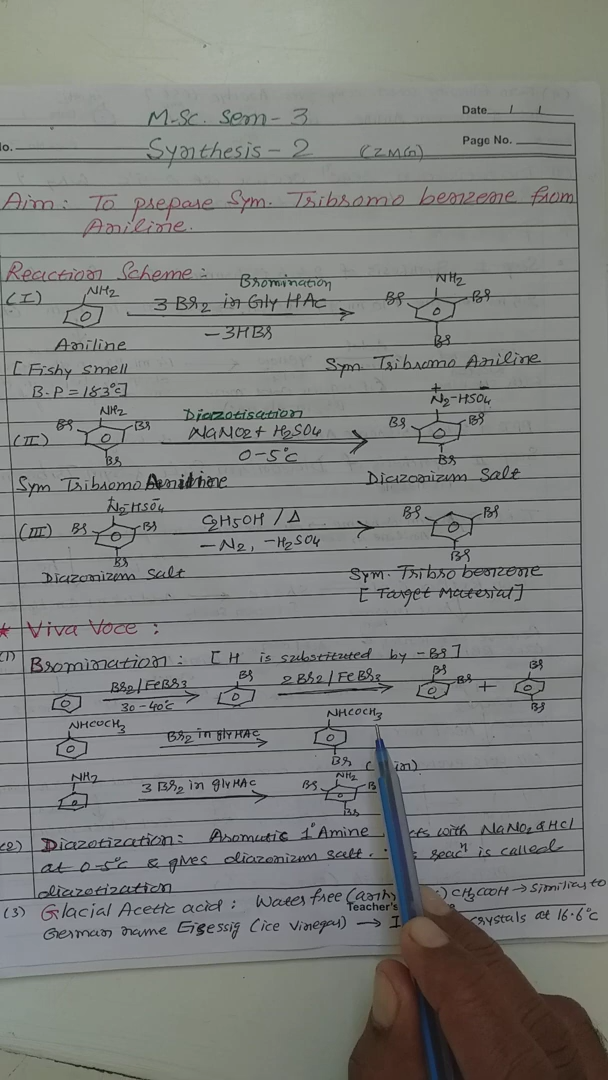 M.Sc. Sem - 3
Date / /
No.
Synthesis - 2 (ZM(n)
Page No.
Aim: To prepare Sym. Tribromo benzene from
Aniline.
Reaction Scheme:
(I) NH2 Bromination NH2
3 Br2 in Gly HAc Br Br
-3HBr Br
Aniline Sym Tribromo Aniline
[Fishy smell
B.P = 183°c]
(II) NH2 Br Br Br Diazotisation N2+-HSO4- Br Br Br
NaNO2 + H2SO4
0-5°c
Sym Tribromo Aniline Diazonium Salt
(III) N2+-HSO4- Br Br Br C2H5OH / Δ Br Br Br
-N2, -H2SO4
Diazonium Salt Sym. Tribro benzene
[Target Material]
* Viva Voce:
(1) Bromination: [H is substituted by -Br]
Br2/FeBr3 Br 2 Br2/FeBr3 Br Br + Br Br
30-40°c
NHCOCH3 Br2 in glyHAc NHCOCH3
Br
NH2 3 Br2 in glyHAc NH2 Br Br
(2) Diazotization: Aromatic 1° Amine with NaNO2 & HCl
at 0-5°c & gives diazonium salt. reacn is called
diazotization
(3) Glacial Acetic acid: Water free CH3COOH → Similar to
Teacher's
German name Eisessig (ice vinegar) → crystals at 16.6°c